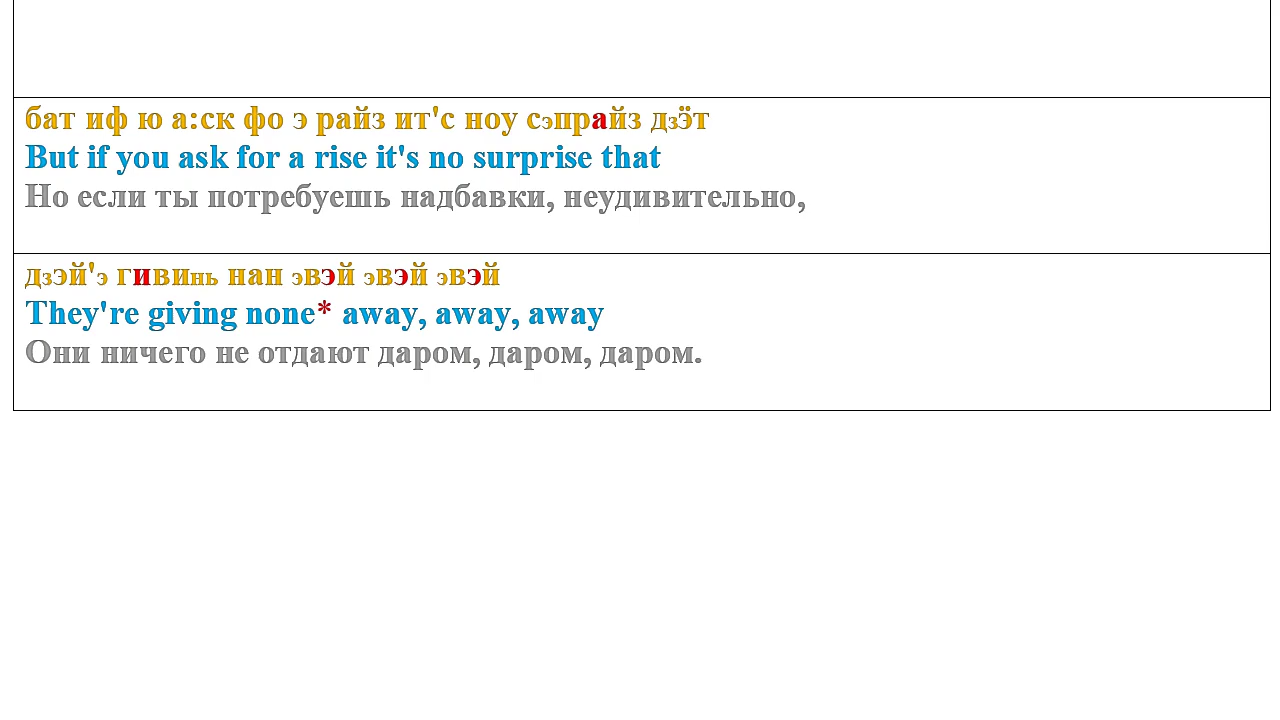 бат иф ю а:ск фо э райз ит'с ноу сэпрайз дзӭт
But if you ask for a rise it's no surprise that
Но если ты потребуешь надбавки, неудивительно,
дзэй'э гивинь нан эвэй эвэй эвэй
They're giving none* away, away, away
Они ничего не отдают даром, даром, даром.